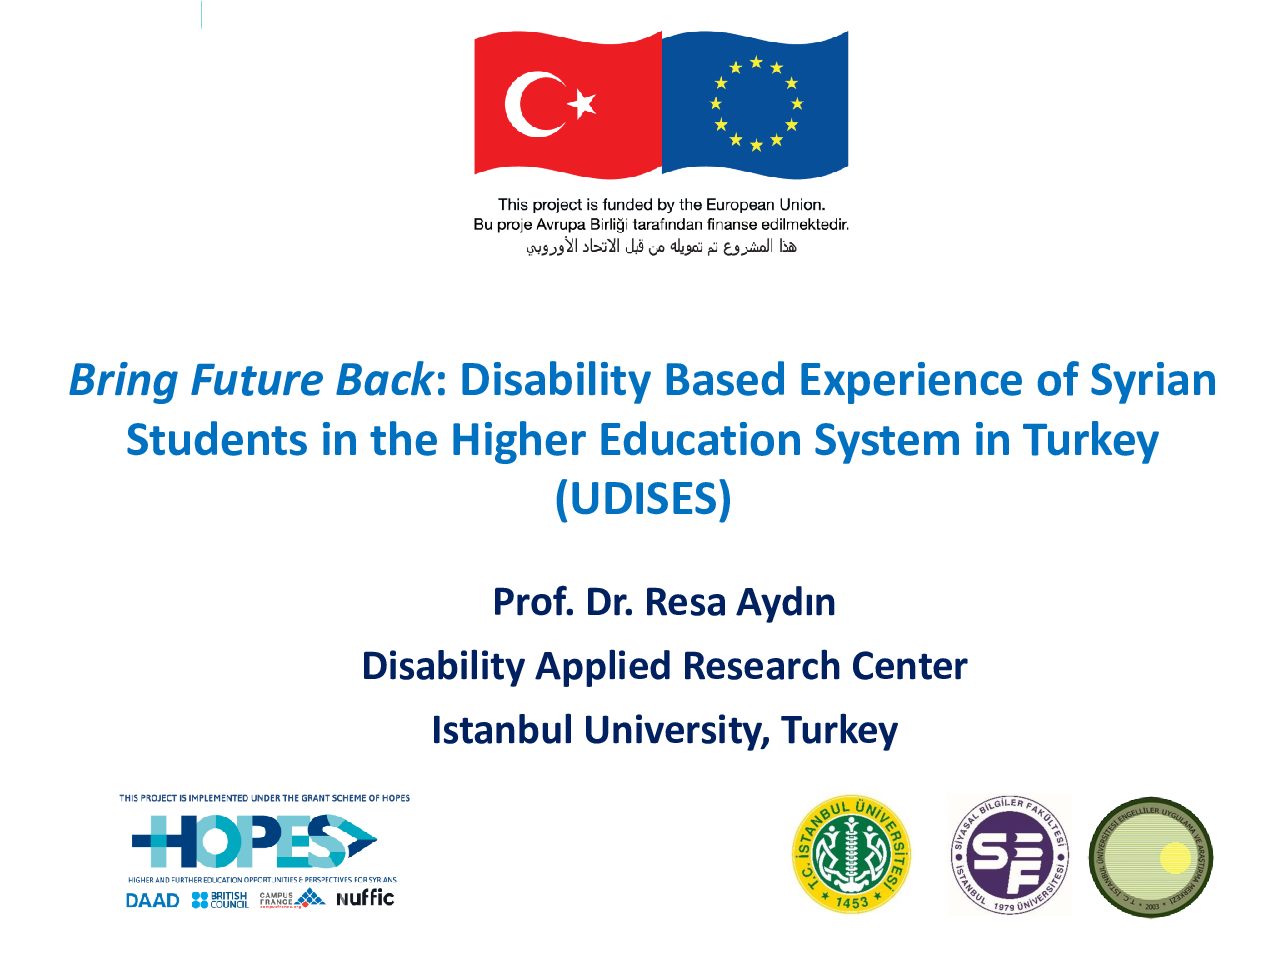 This project is funded by the European Union.
Bu proje Avrupa Birliği tarafından finanse edilmektedir.
هذا المشروع تم تمويله من قبل الاتحاد الأوروبي
Bring Future Back: Disability Based Experience of Syrian
Students in the Higher Education System in Turkey
(UDISES)
Prof. Dr. Resa Aydın
Disability Applied Research Center
Istanbul University, Turkey
THIS PROJECT IS IMPLEMENTED UNDER THE GRANT SCHEME OF HOPES
HOPES
HIGHER AND FURTHER EDUCATION OPPORTUNITIES & PERSPECTIVES FOR SYRIANS
DAAD
BRITISH
COUNCIL
CAMPUS
FRANCE
nuffic
T.C. İSTANBUL ÜNİVERSİTESİ
1453
SİYASAL BİLGİLER FAKÜLTESİ
SBF
İSTANBUL 1979 ÜNİVERSİTESİ
T.C. İSTANBUL ÜNİVERSİTESİ ENGELLİLER UYGULAMA VE ARAŞTIRMA MERKEZİ
2003